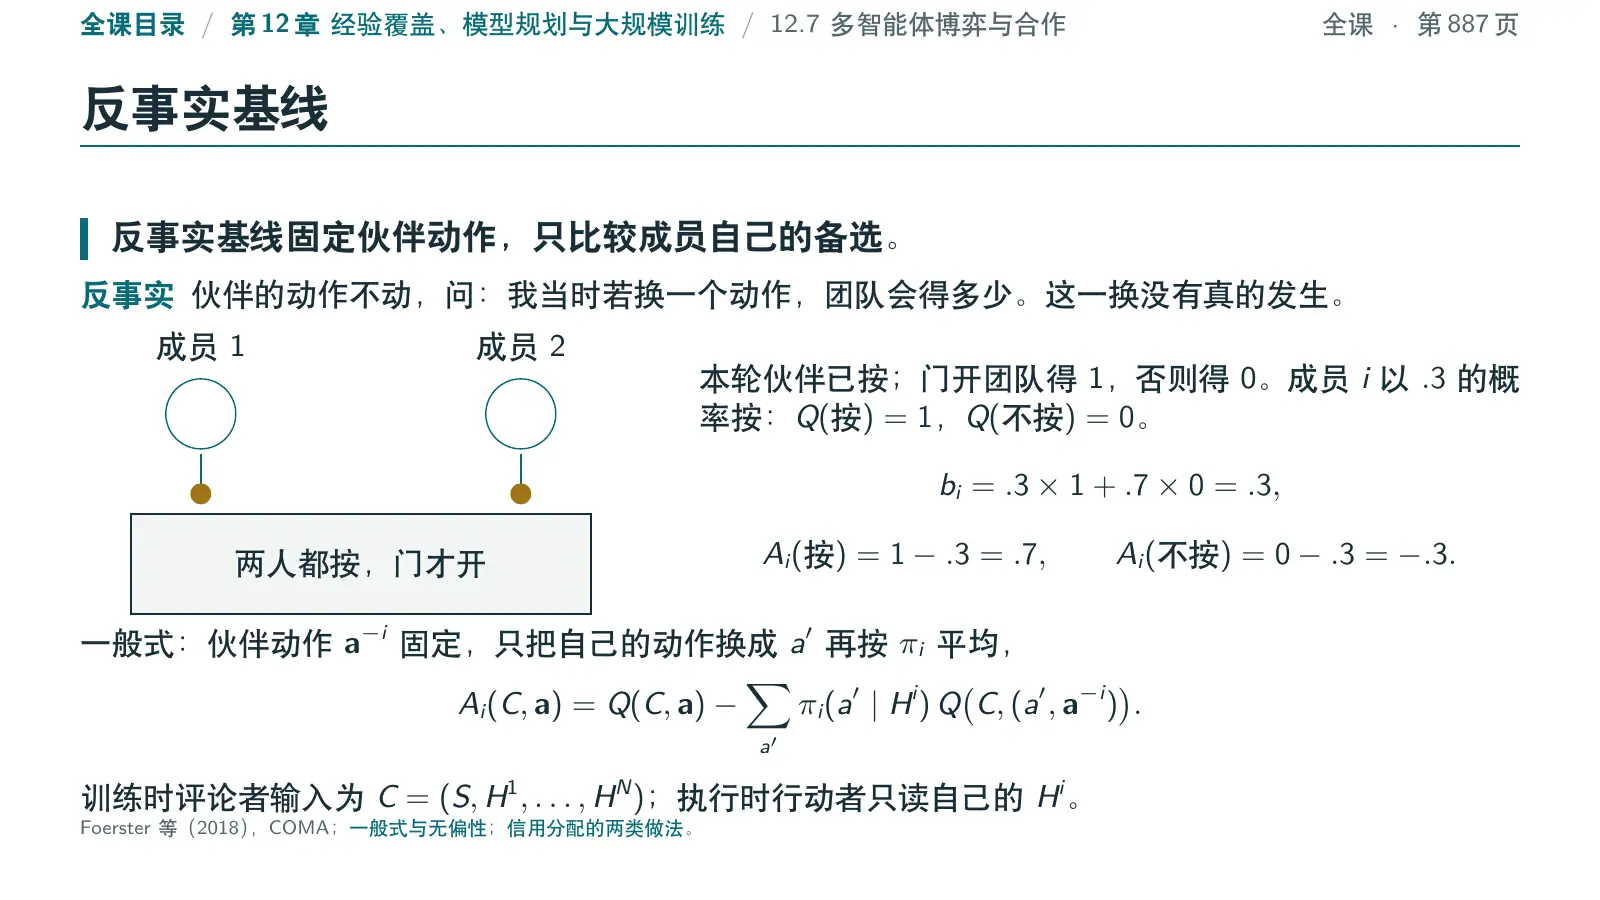 全课目录 / 第 12 章 经验覆盖、模型规划与大规模训练 / 12.7 多智能体博弈与合作 全课 · 第 887 页
反事实基线
反事实基线固定伙伴动作，只比较成员自己的备选。
反事实 伙伴的动作不动，问：我当时若换一个动作，团队会得多少。这一换没有真的发生。
成员 1 成员 2
两人都按，门才开
本轮伙伴已按；门开团队得 1，否则得 0。成员 i 以 .3 的概
率按：Q(按) = 1，Q(不按) = 0。
b_i = .3 × 1 + .7 × 0 = .3,
A_i(按) = 1 − .3 = .7, A_i(不按) = 0 − .3 = −.3.
一般式：伙伴动作 a^{−i} 固定，只把自己的动作换成 a′ 再按 π_i 平均，
A_i(C, a) = Q(C, a) − ∑_{a′} π_i(a′ | H^i) Q(C, (a′, a^{−i})).
训练时评论者输入为 C = (S, H^1, . . . , H^N)；执行时行动者只读自己的 H^i。
Foerster 等（2018），COMA；一般式与无偏性；信用分配的两类做法。